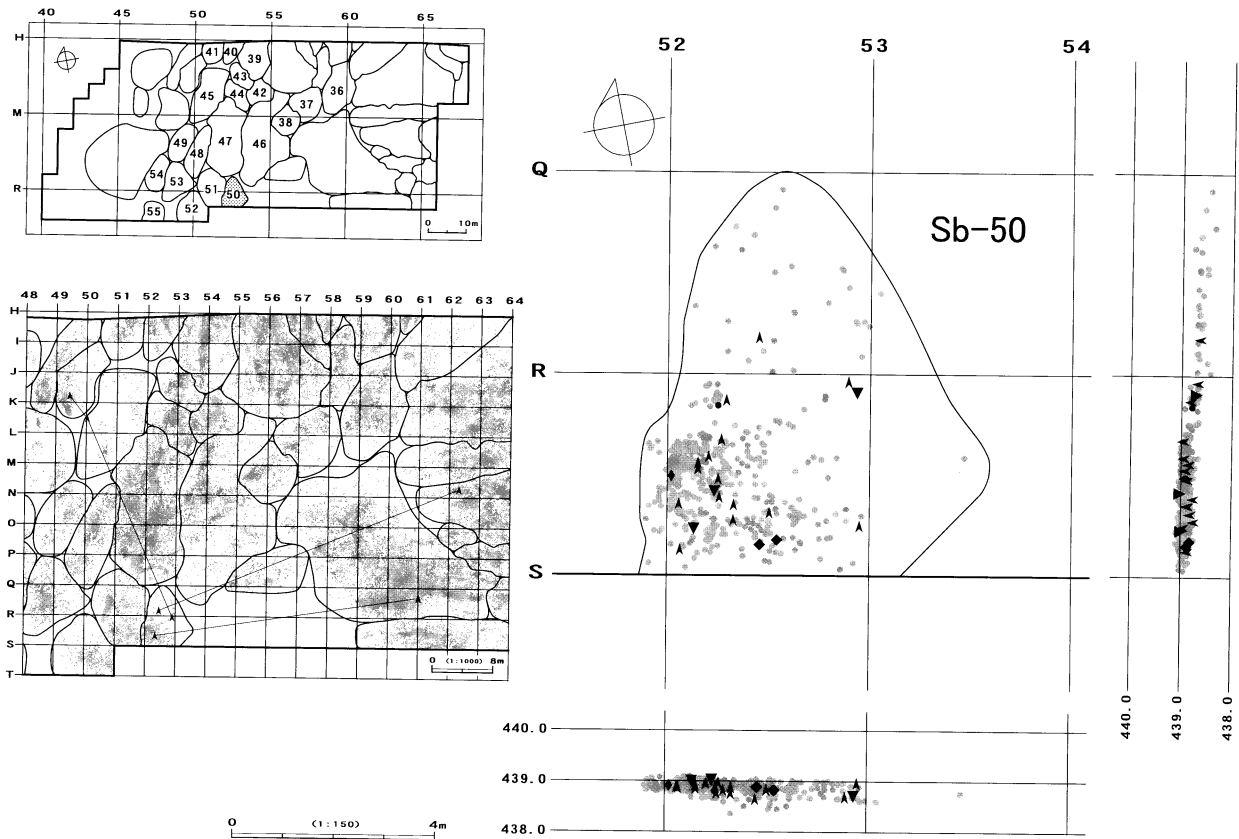 40 45 50 55 60 65
H
M
R
41 40 39
43
44 42
45
37 36
38
49
48 47 46
54 53
51 50
55 52
0 10m
48 49 50 51 52 53 54 55 56 57 58 59 60 61 62 63 64
H
I
J
K
L
M
N
O
P
Q
R
S
T
0 (1:1000) 8m
52 53 54
Q
R
S
Sb-50
440.0 439.0 438.0
440.0
439.0
438.0
0 (1:150) 4m